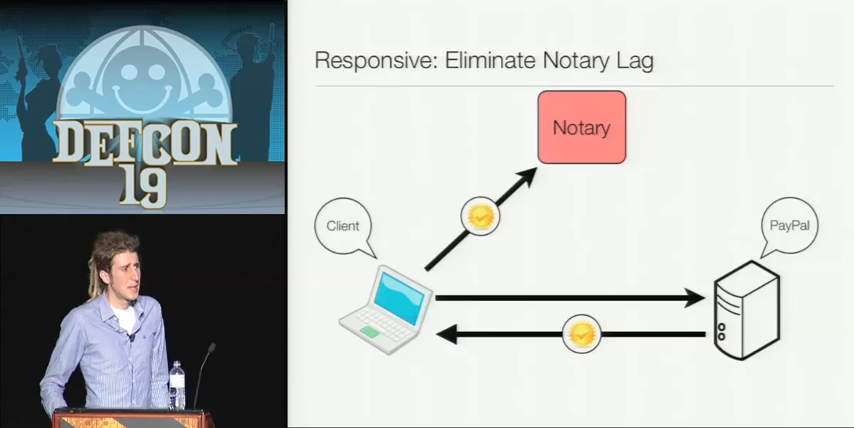 DEFCON
19
Responsive: Eliminate Notary Lag
Notary
Client
PayPal